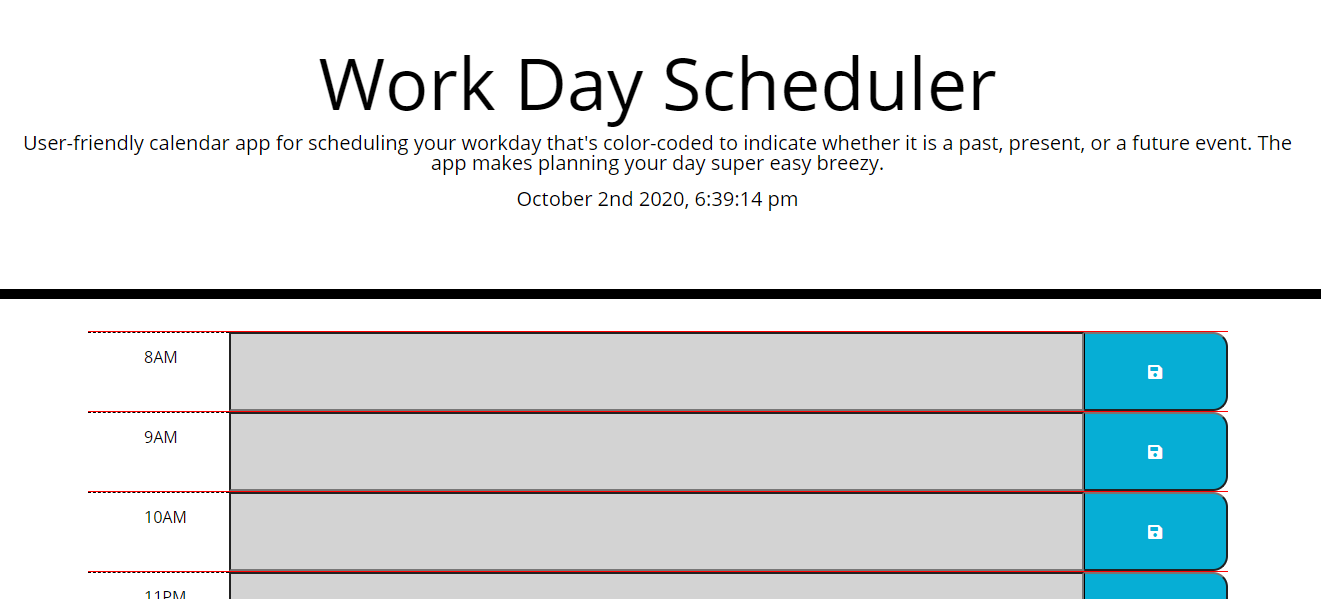 Work Day Scheduler
User-friendly calendar app for scheduling your workday that's color-coded to indicate whether it is a past, present, or a future event. The
app makes planning your day super easy breezy.
October 2nd 2020, 6:39:14 pm
8AM
9AM
10AM
11PM